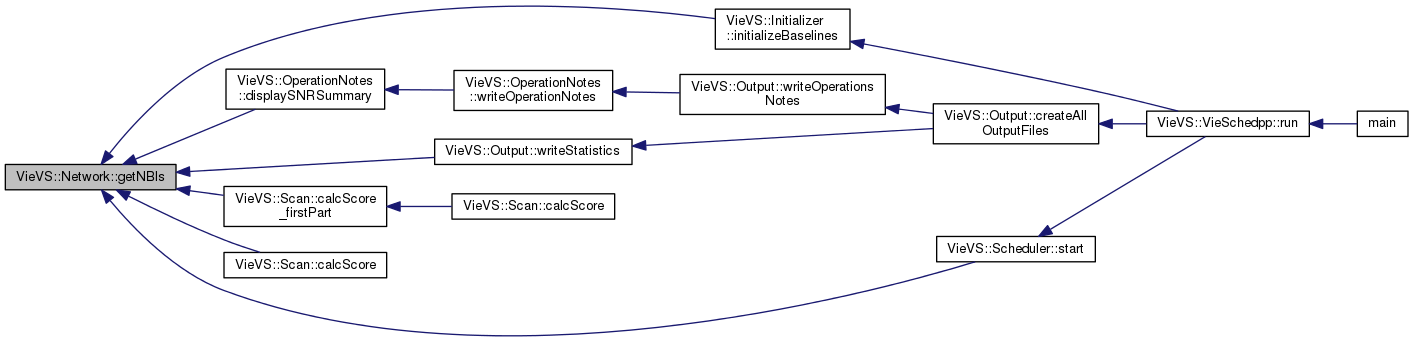 VieVS::Initializer
::initializeBaselines
VieVS::OperationNotes
::displaySNRSummary
VieVS::OperationNotes
::writeOperationNotes
VieVS::Output::writeOperations
Notes
VieVS::Output::createAll
OutputFiles
VieVS::VieSchedpp::run
main
VieVS::Output::writeStatistics
VieVS::Network::getNBls
VieVS::Scan::calcScore
_firstPart
VieVS::Scan::calcScore
VieVS::Scan::calcScore
VieVS::Scheduler::start